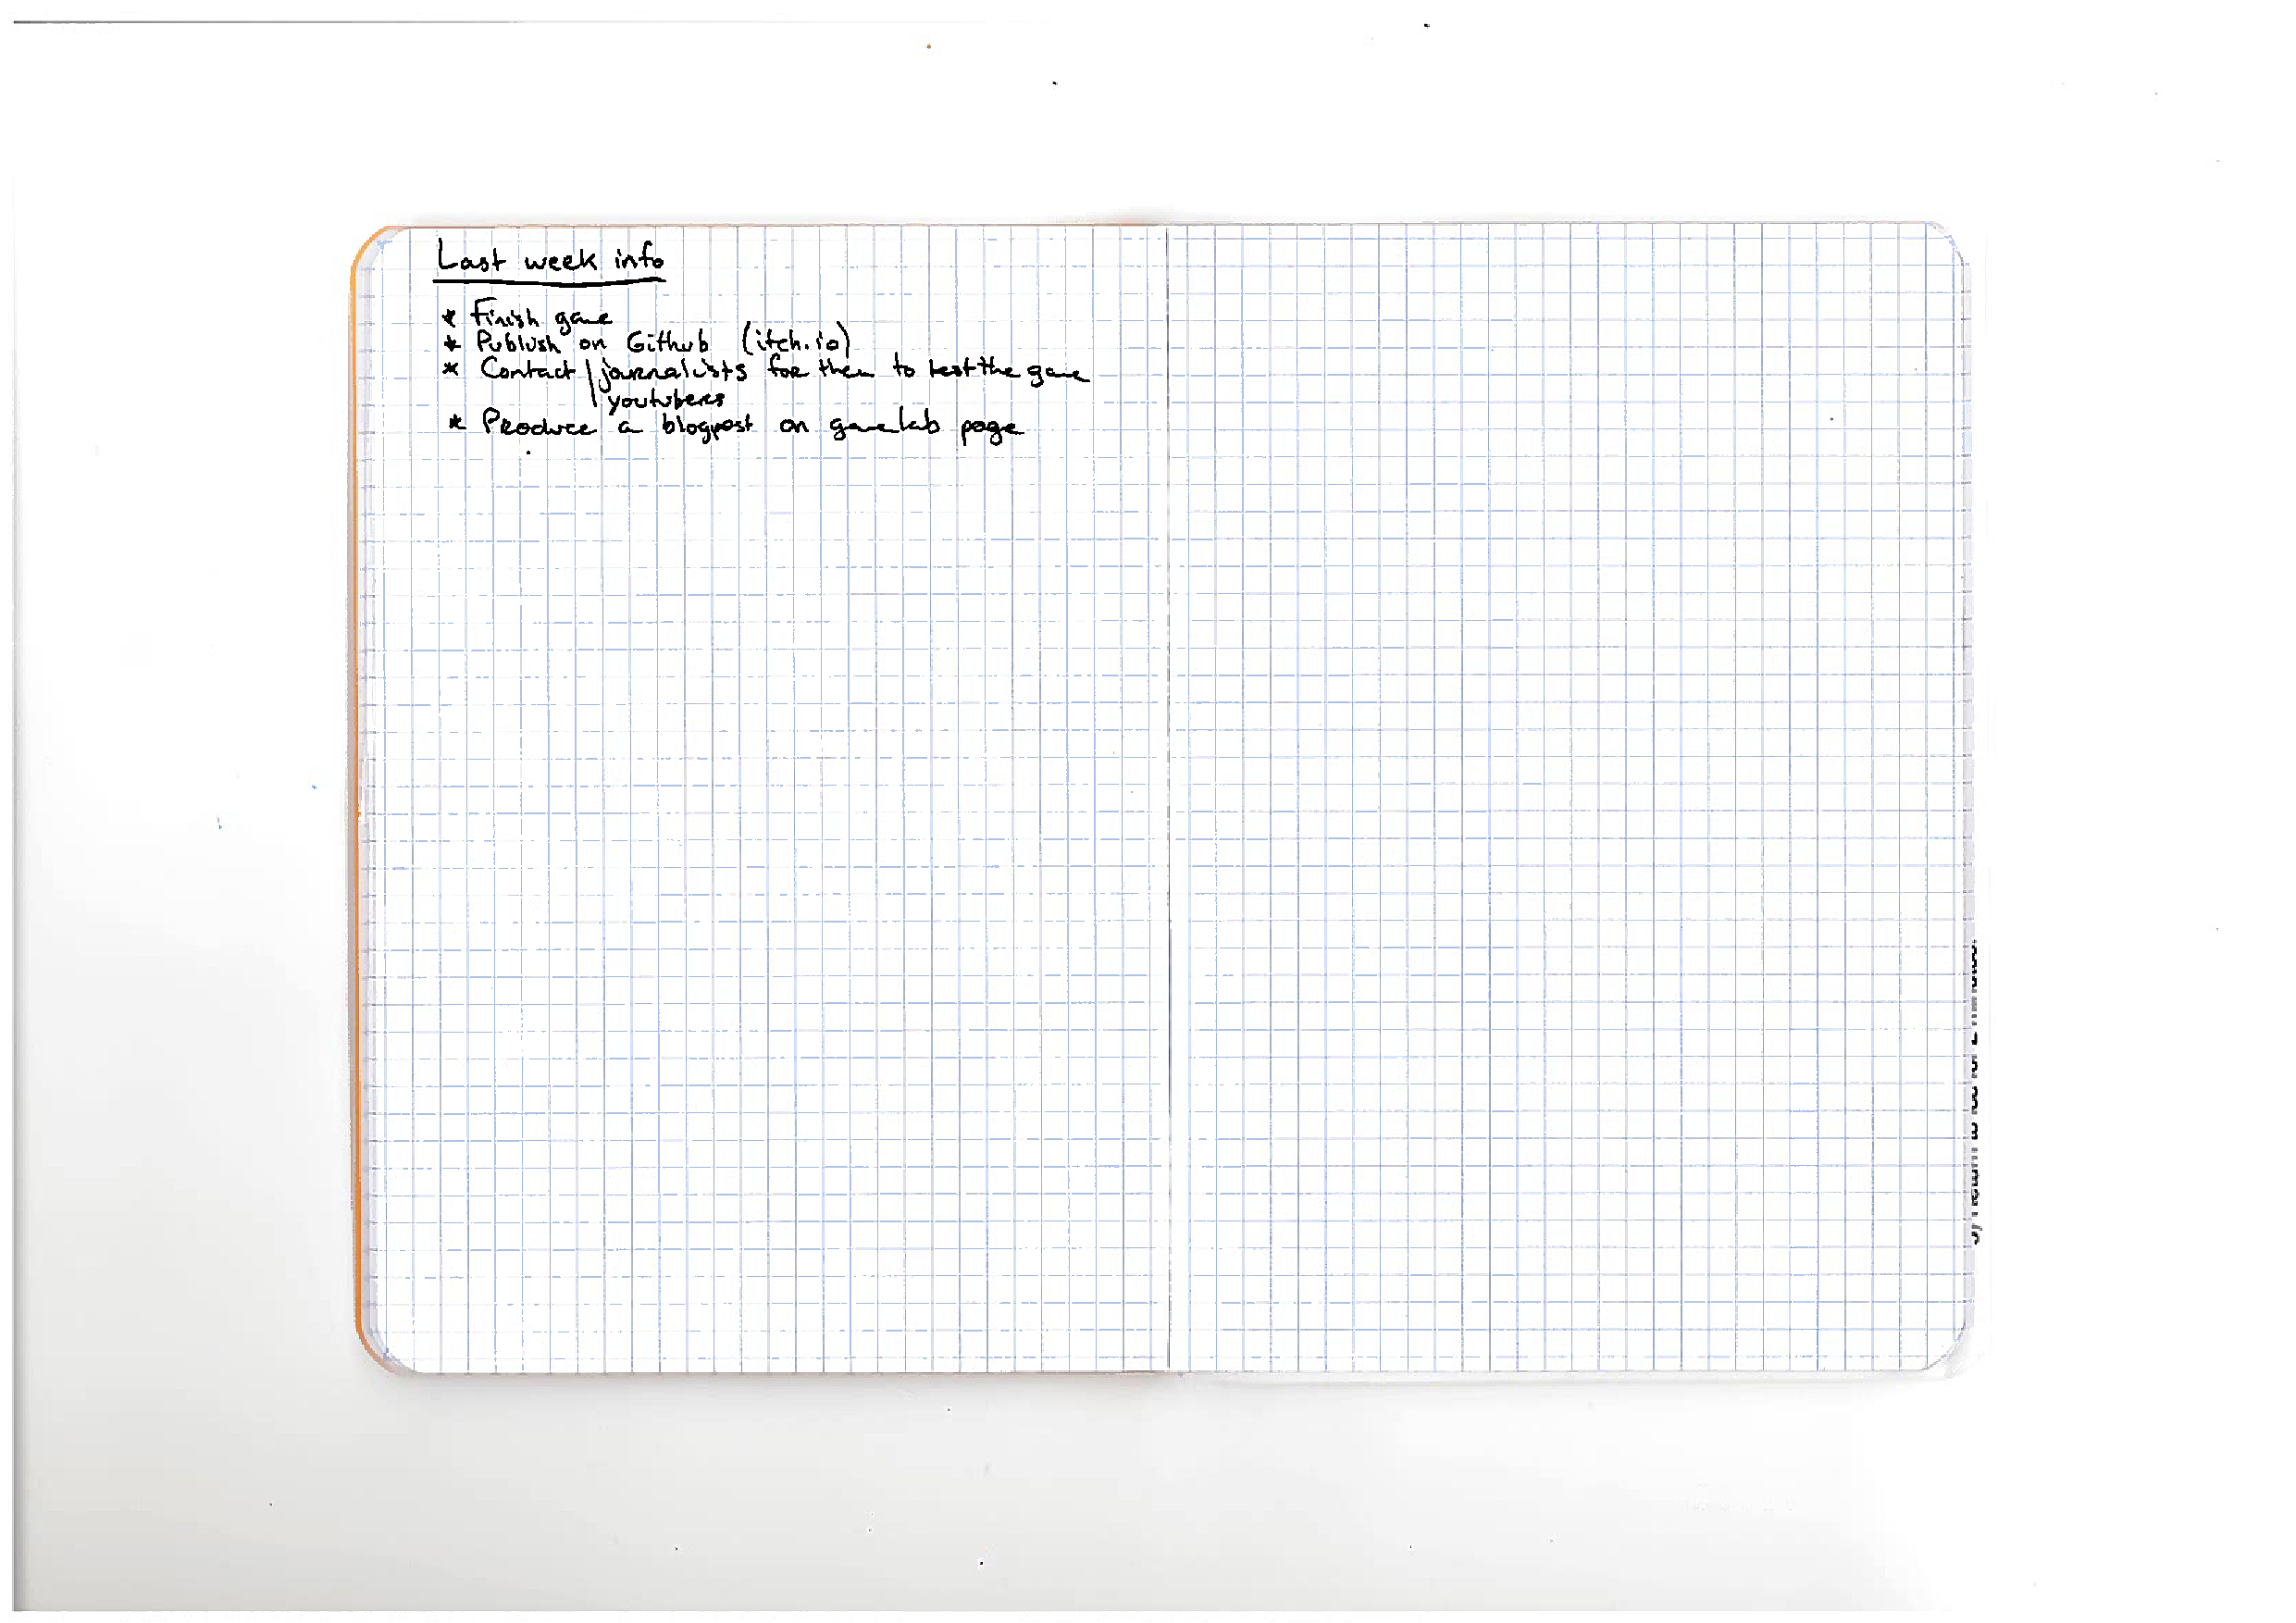 Last week info
* Finish game
* Publish on Github (itch.io)
* Contact | journalists for them to test the game
youtubers
* Produce a blogpost on gamelab page